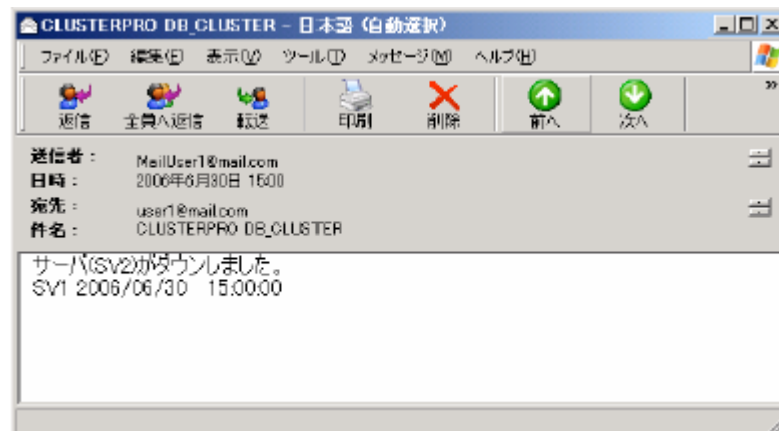 CLUSTERPRO DB_CLUSTER - 日本語 (自動選択)
ファイル(F) 編集(E) 表示(V) ツール(T) メッセージ(M) ヘルプ(H)
返信 全員へ返信 転送 印刷 削除 前へ 次へ »
送信者: MailUser1@mail.com
日時: 2006年6月30日 15:00
宛先: user1@mail.com
件名: CLUSTERPRO DB_CLUSTER
サーバ(SV2)がダウンしました。
SV1 2006/06/30 15:00:00